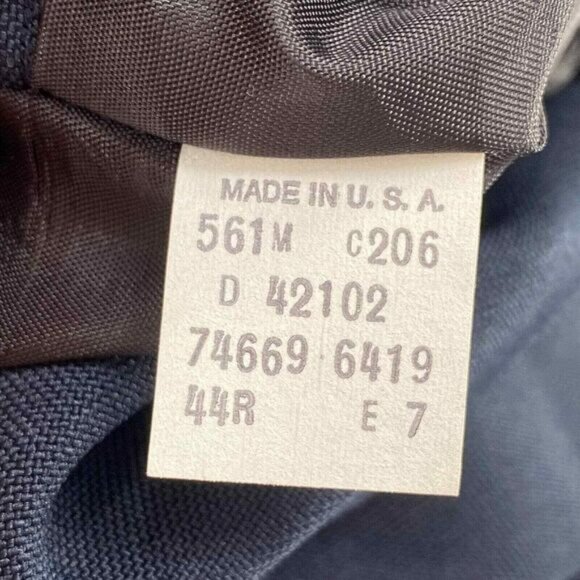 MADE IN U. S. A.
561M C206
D 42102
74669 6419
44R E 7